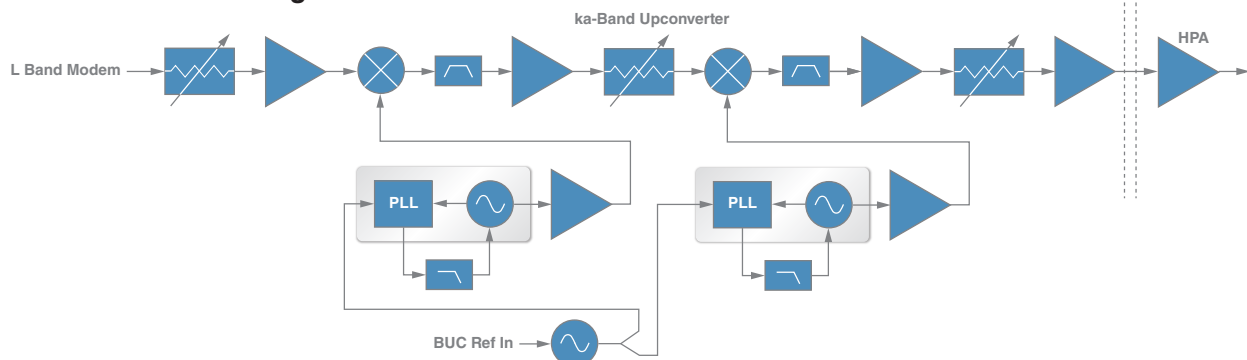 ka-Band Upconverter
HPA
L Band Modem
PLL
PLL
BUC Ref In